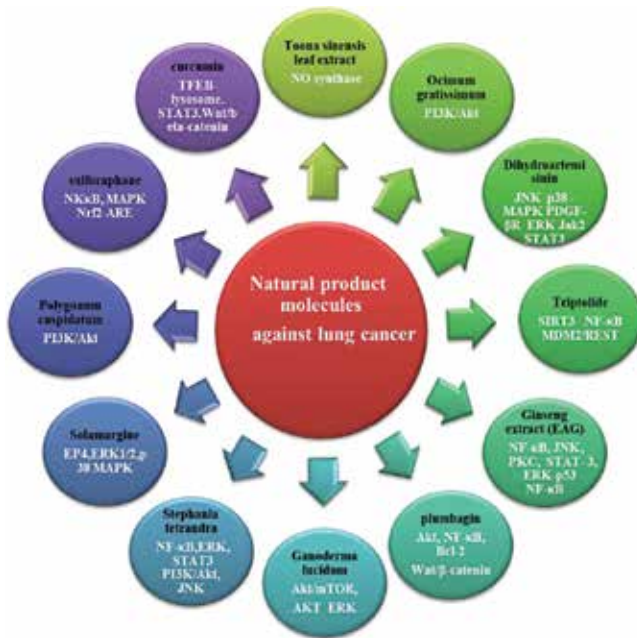 Natural product
molecules
against lung cancer
Toona sinensis
leaf extract
NO synthase
Ocimum
gratissimum
PI3K/Akt
Dihydroartemi
sinin
JNK p38
MAPK PDGF-
βR ERK Jak2
STAT3
Triptolide
SIRT3 NF-κB
MDM2/REST
Ginseng
extract (EAG)
NF-κB, JNK,
PKC, STAT-3,
ERK p53
NF-κB
plumbagin
Akt, NF-κB,
Bcl-2
Wnt/β-catenin
Ganoderma
lucidum
Akt/mTOR,
AKT ERK
Stephania
tetrandra
NF-κB,ERK,
STAT3
PI3K/Akt,
JNK
Solamargine
EP4,ERK1/2,p
38 MAPK
Polygonum
cuspidatum
PI3K/Akt
sulforaphane
NKκB, MAPK
Nrf2-ARE
curcumin
TFEB-
lysosome,
STAT3,Wnt/b
eta-catenin